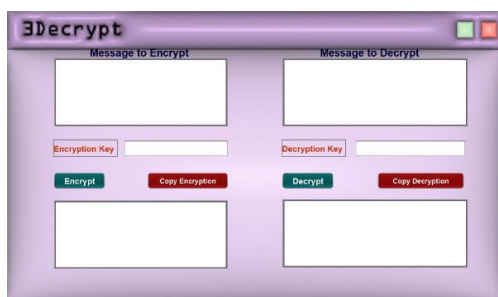 3Decrypt
Message to Encrypt
Message to Decrypt
Encryption Key
Decryption Key
Encrypt
Copy Encryption
Decrypt
Copy Decryption